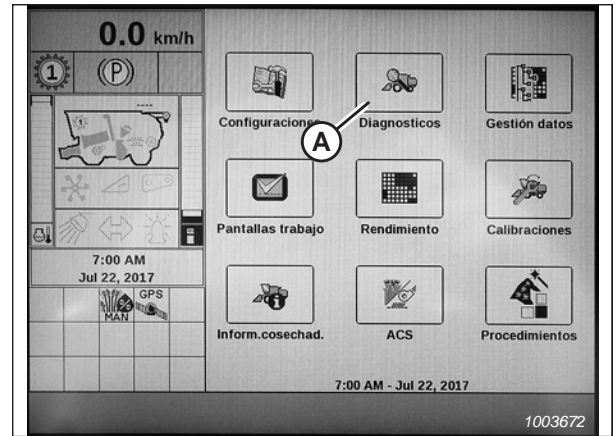 0.0 km/h
1
(P)
1
7:00 AM
Jul 22, 2017
MAN
GPS
Configuraciones
Diagnosticos
Gestión datos
A
Pantallas trabajo
Rendimiento
Calibraciones
Inform.cosechad.
ACS
Procedimientos
7:00 AM - Jul 22, 2017
1003672